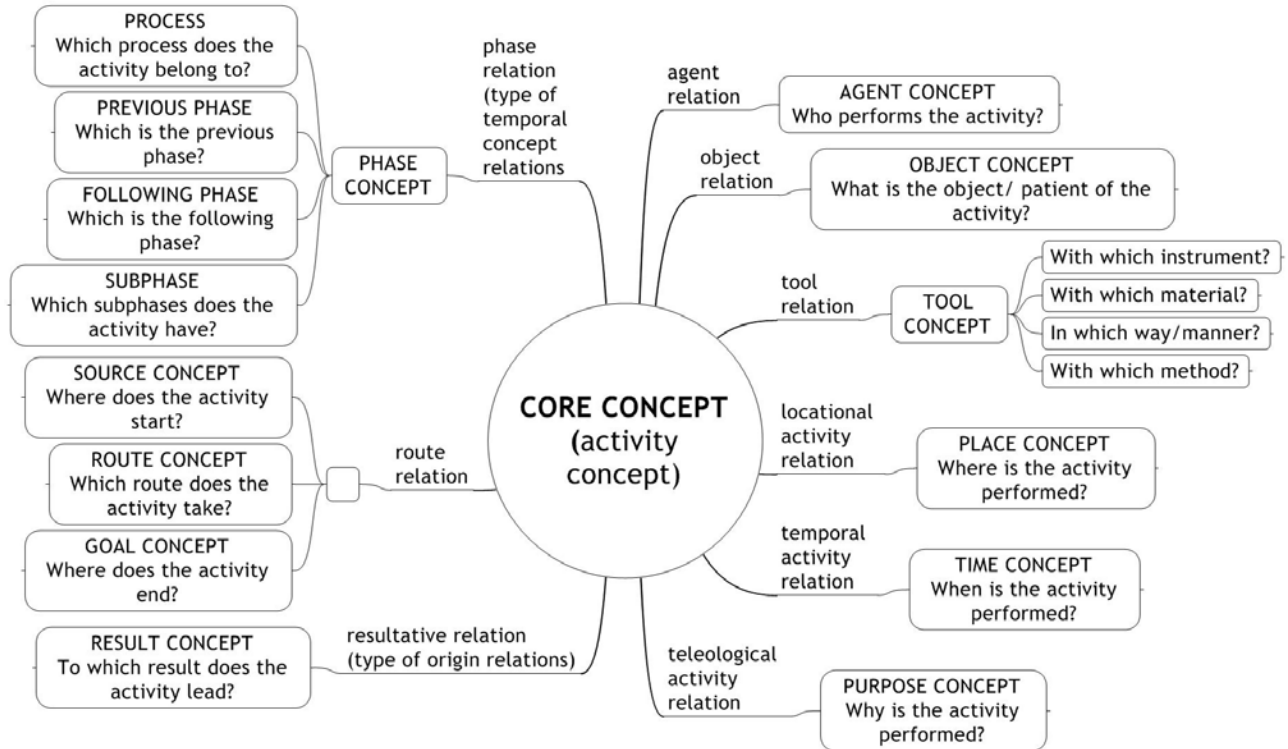 PROCESS
Which process does the
activity belong to?
PREVIOUS PHASE
Which is the previous
phase?
FOLLOWING PHASE
Which is the following
phase?
SUBPHASE
Which subphases does the
activity have?
PHASE
CONCEPT
phase
relation
(type of
temporal
concept
relations)
SOURCE CONCEPT
Where does the activity
start?
ROUTE CONCEPT
Which route does the
activity take?
GOAL CONCEPT
Where does the activity
end?
route
relation
RESULT CONCEPT
To which result does the
activity lead?
resultative relation
(type of origin relations)
CORE CONCEPT
(activity
concept)
agent
relation
AGENT CONCEPT
Who performs the activity?
object
relation
OBJECT CONCEPT
What is the object/ patient of the
activity?
tool
relation
TOOL
CONCEPT
With which instrument?
With which material?
In which way/manner?
With which method?
locational
activity
relation
PLACE CONCEPT
Where is the activity
performed?
temporal
activity
relation
TIME CONCEPT
When is the activity
performed?
teleological
activity
relation
PURPOSE CONCEPT
Why is the activity
performed?